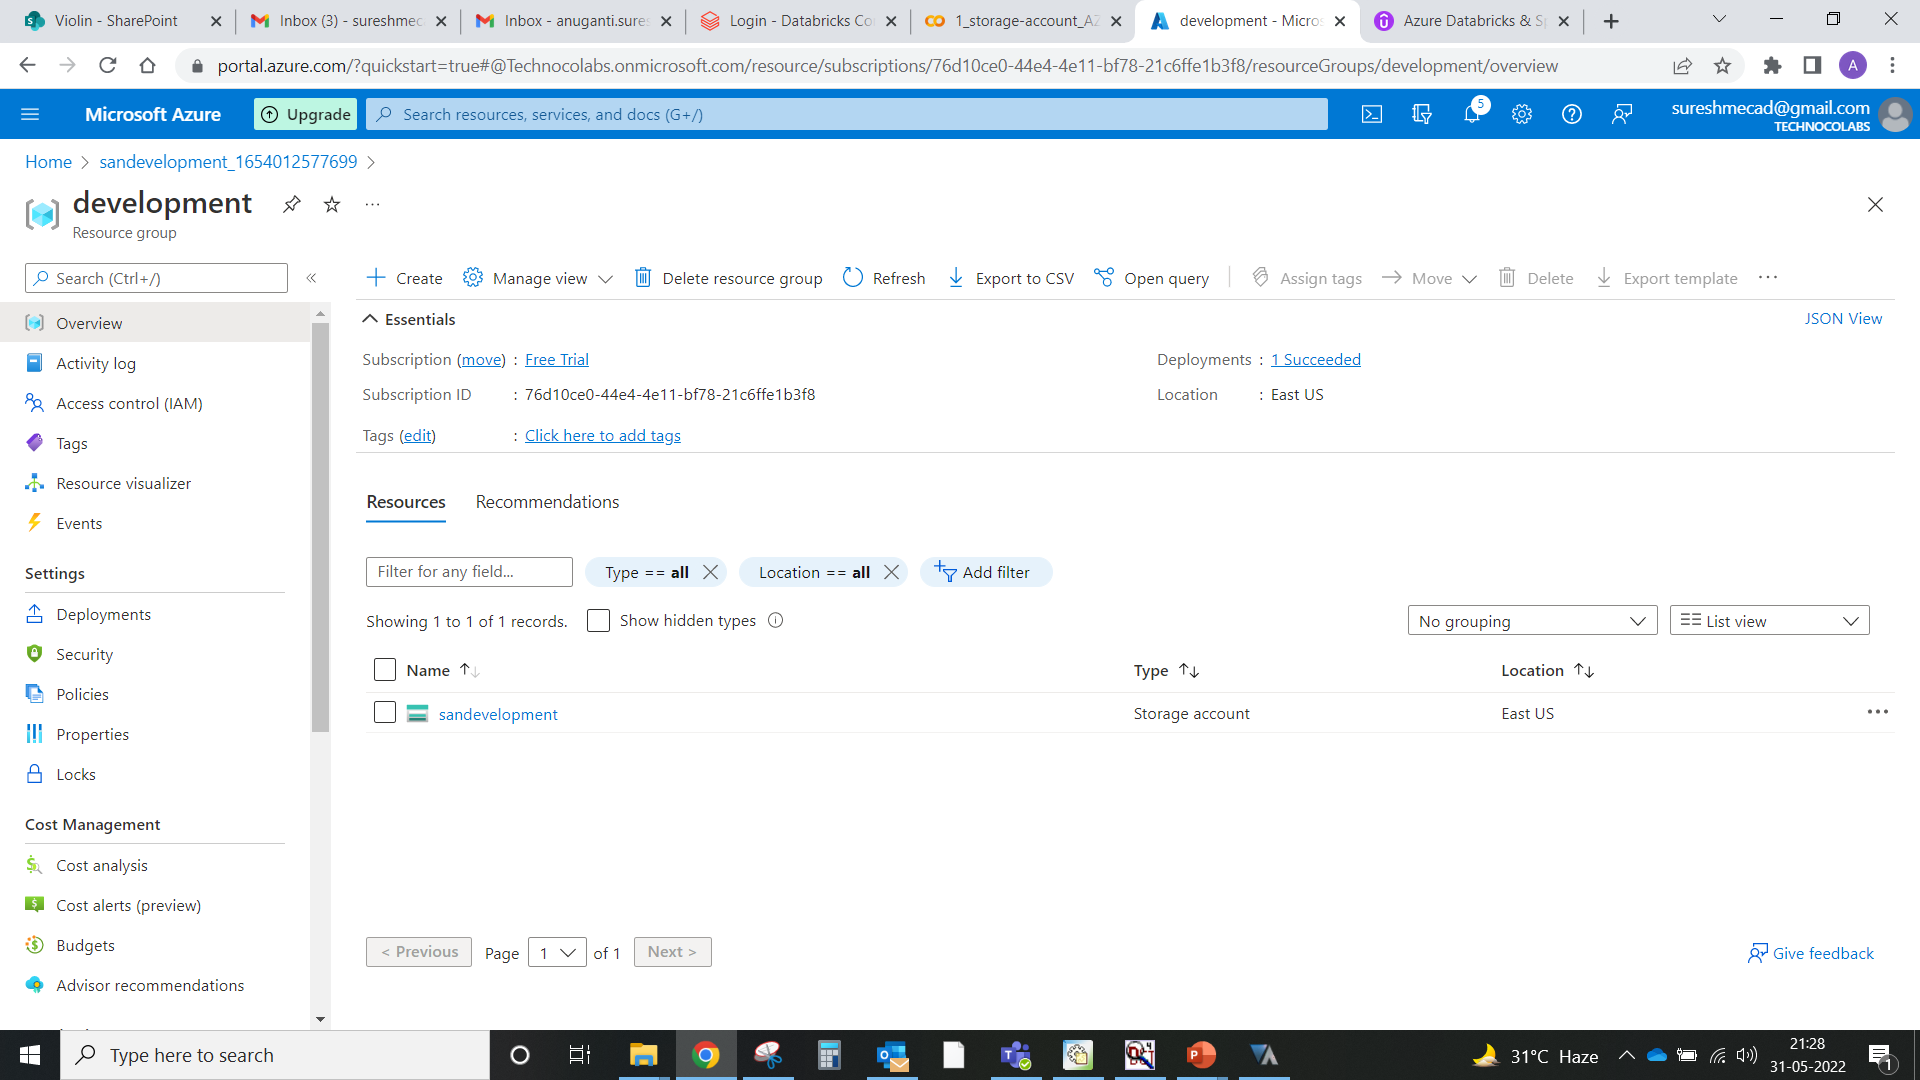 Violin - SharePoint
Inbox (3) - sureshmec
Inbox - anuganti.sures
Login - Databricks Co
1_storage-account_AZ
development - Micros
Azure Databricks & S
portal.azure.com/?quickstart=true#@Technocolabs.onmicrosoft.com/resource/subscriptions/76d10ce0-44e4-4e11-bf78-21c6ffe1b3f8/resourceGroups/development/overview
A
Microsoft Azure
Upgrade
Search resources, services, and docs (G+/)
5
sureshmecad@gmail.com
TECHNOCOLABS
Home > sandevelopment_1654012577699 >
development
Resource group
Search (Ctrl+/)
«
Create
Manage view
Delete resource group
Refresh
Export to CSV
Open query
Assign tags
Move
Delete
Export template
Overview
Activity log
Access control (IAM)
Tags
Resource visualizer
Events
Settings
Deployments
Security
Policies
Properties
Locks
Cost Management
Cost analysis
Cost alerts (preview)
Budgets
Advisor recommendations
Essentials
JSON View
Subscription (move) : Free Trial
Deployments : 1 Succeeded
Subscription ID : 76d10ce0-44e4-4e11-bf78-21c6ffe1b3f8
Location : East US
Tags (edit) : Click here to add tags
Resources
Recommendations
Filter for any field...
Type == all
Location == all
Add filter
Showing 1 to 1 of 1 records.
Show hidden types
No grouping
List view
Name
Type
Location
sandevelopment
Storage account
East US
< Previous
Page 1 of 1
Next >
Give feedback
Type here to search
31°C Haze
21:28
31-05-2022
1